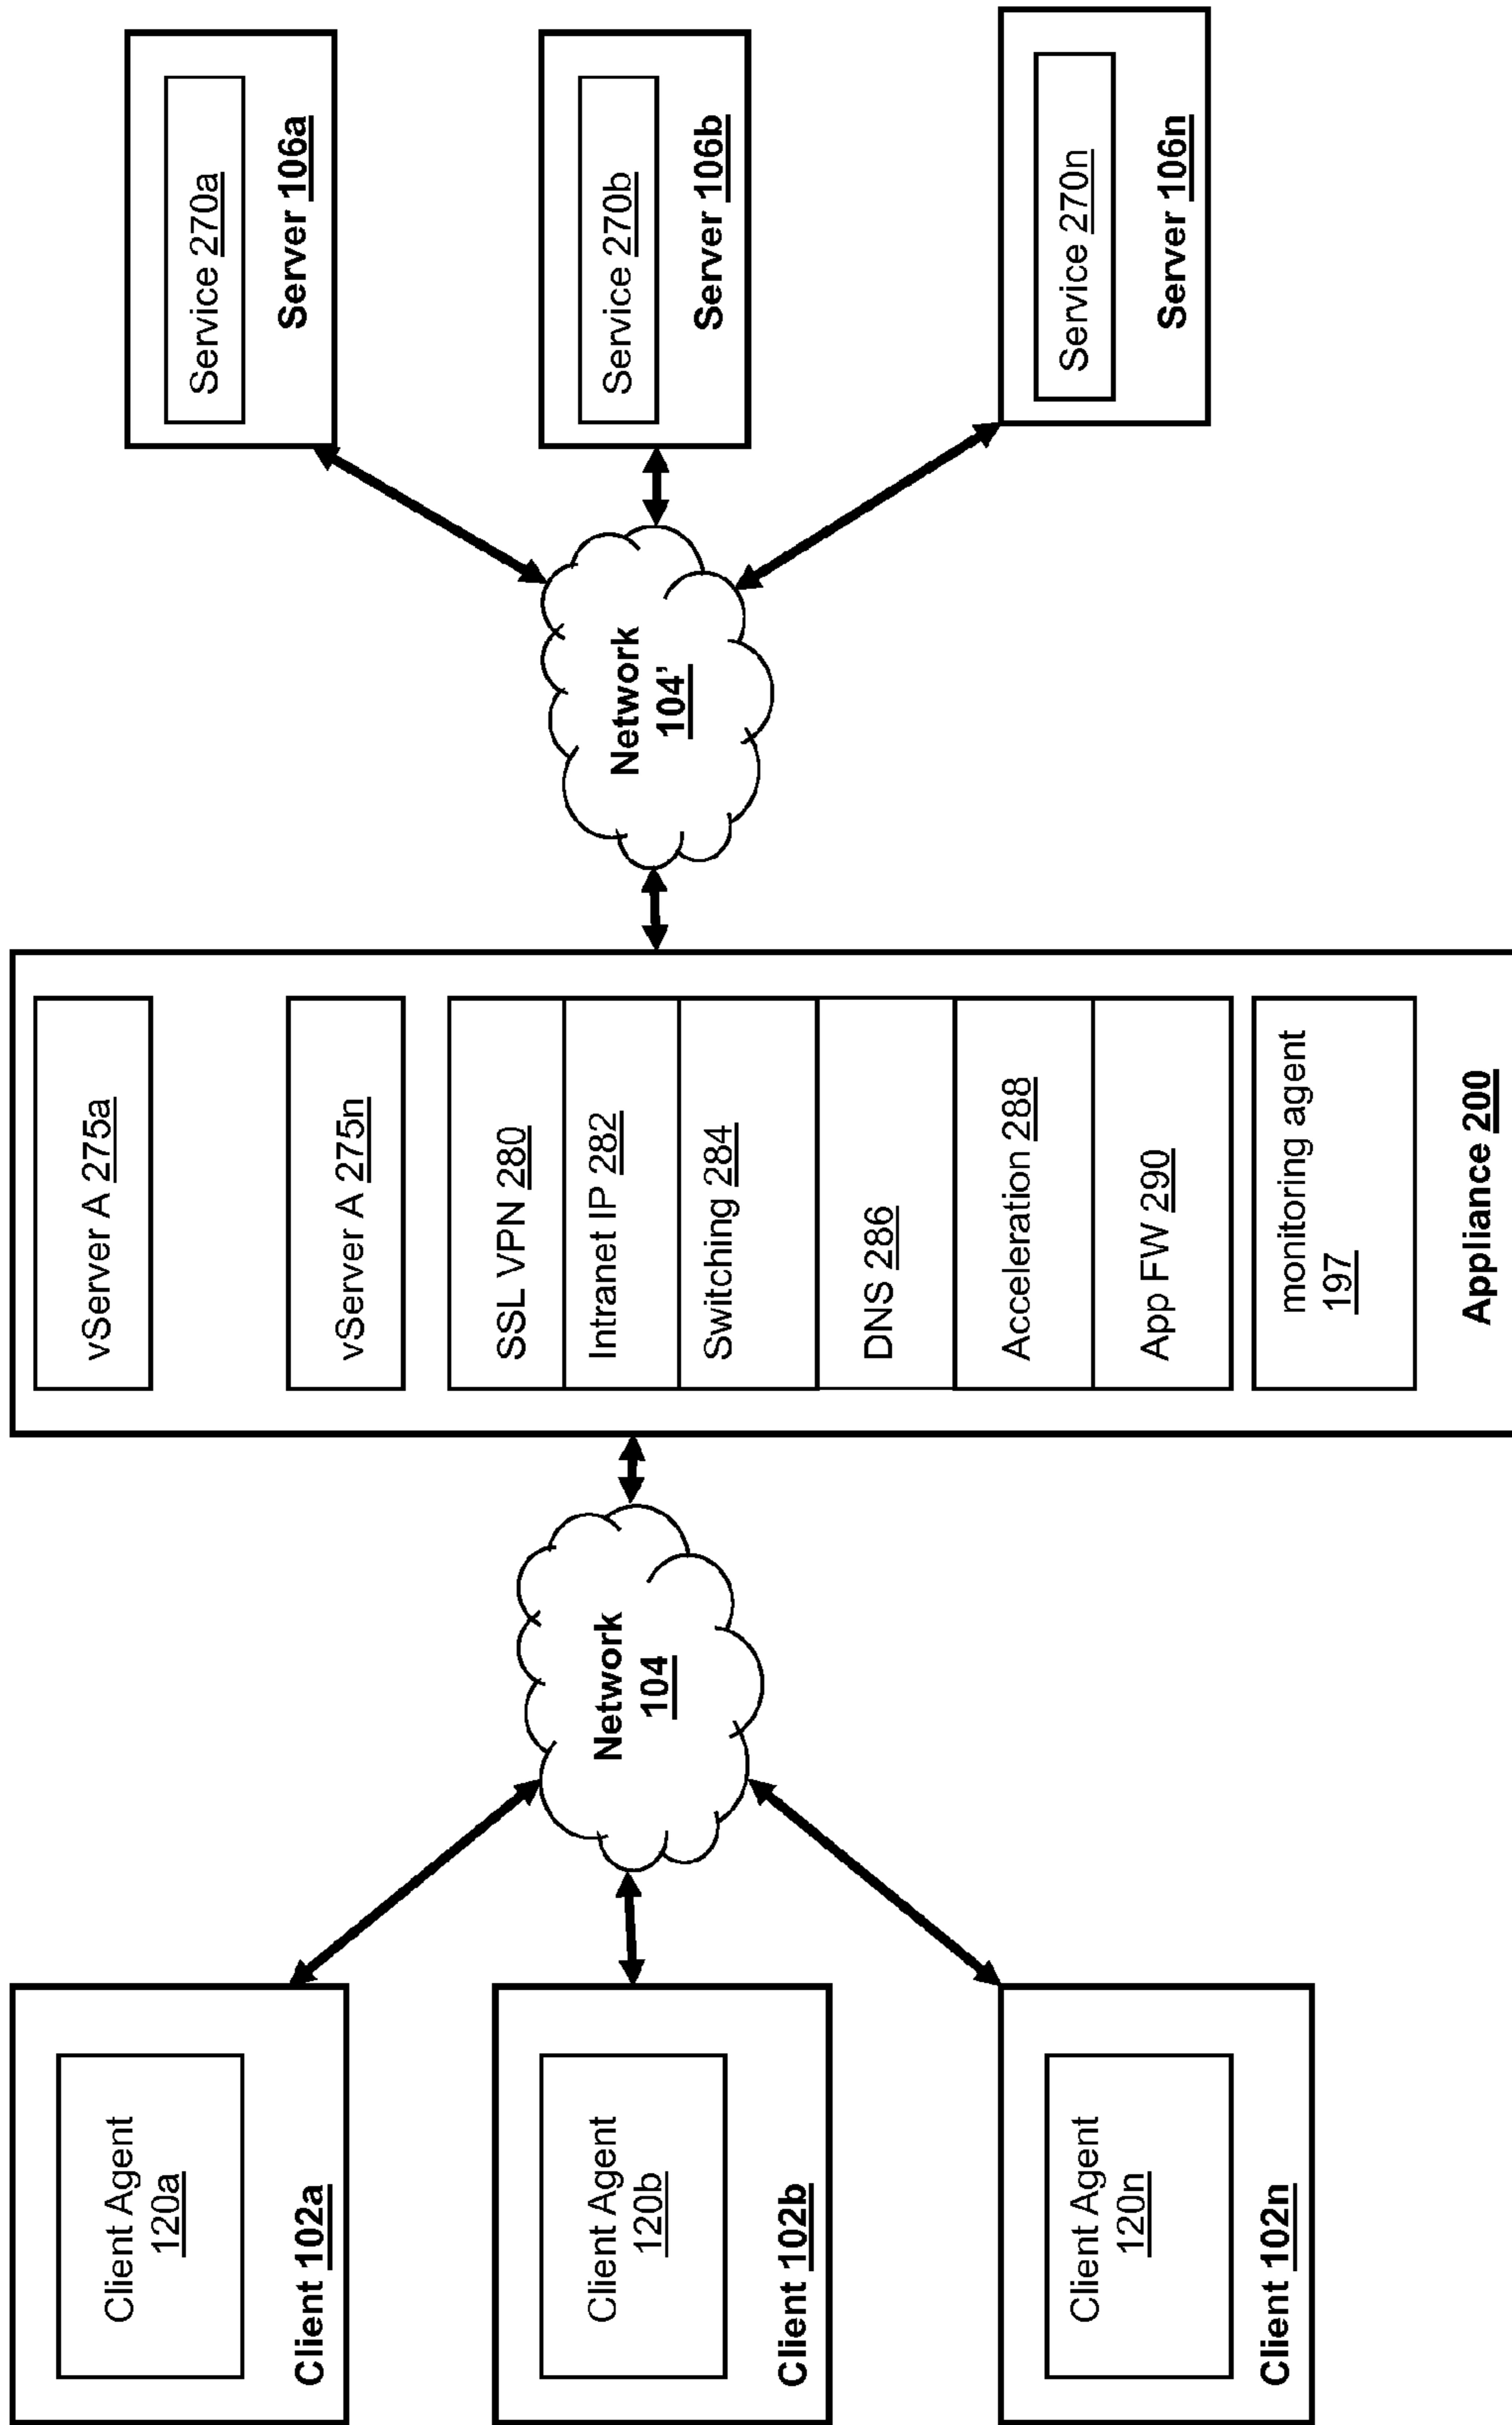 Client Agent
120a
Client 102a
Client Agent
120b
Client 102b
Client Agent
120n
Client 102n
Network
104
vServer A 275a
vServer A 275n
SSL VPN 280
Intranet IP 282
Switching 284
DNS 286
Acceleration 288
App FW 290
monitoring agent
197
Appliance 200
Network
104'
Service 270a
Server 106a
Service 270b
Server 106b
Service 270n
Server 106n